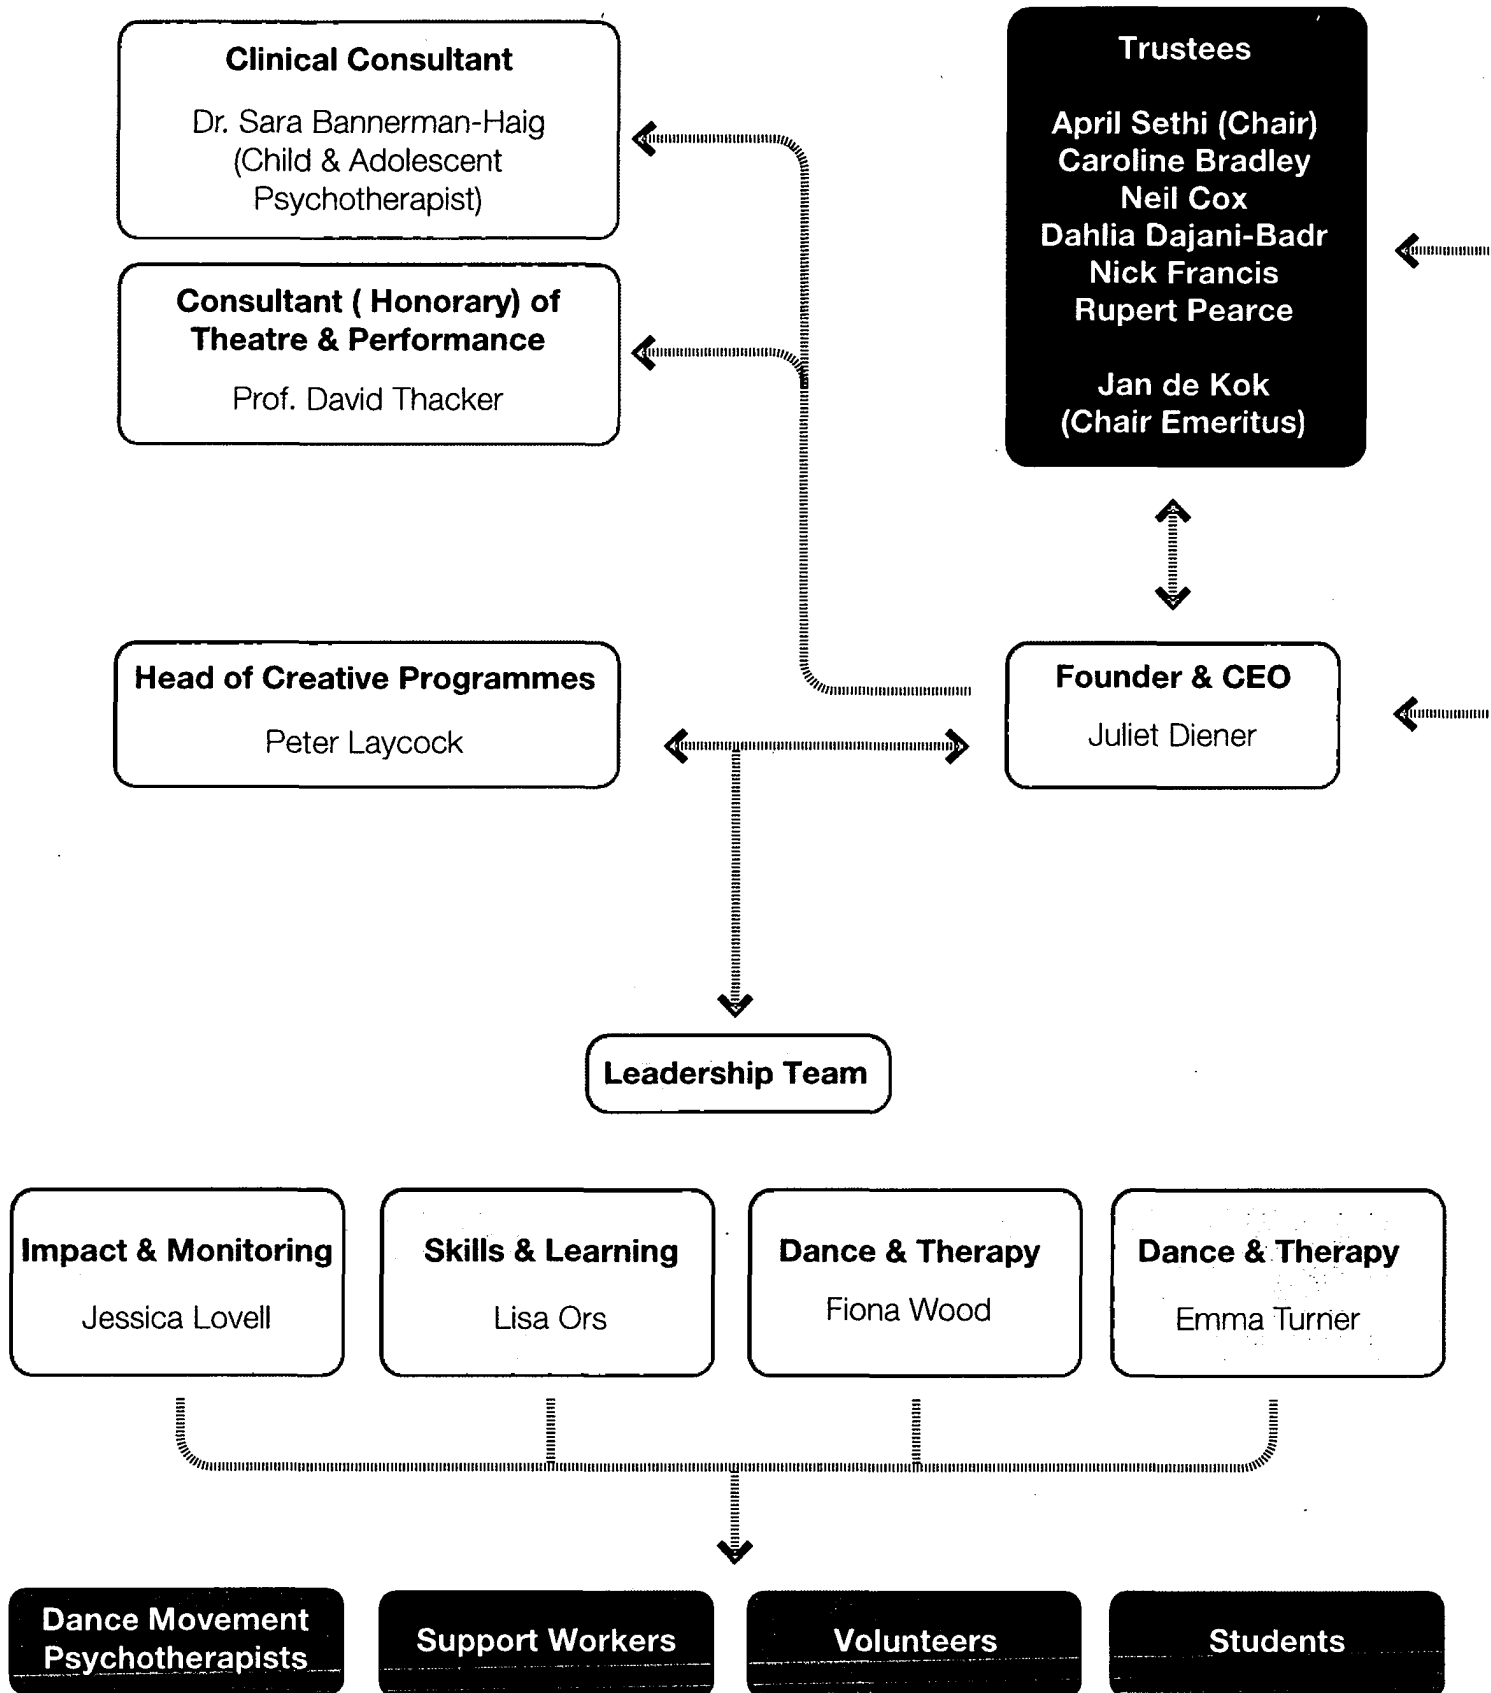 Clinical Consultant
Dr. Sara Bannerman-Haig
(Child & Adolescent
Psychotherapist)
Consultant ( Honorary) of
Theatre & Performance
Prof. David Thacker
Trustees
April Sethi (Chair)
Caroline Bradley
Neil Cox
Dahlia Dajani-Badr
Nick Francis
Rupert Pearce
Jan de Kok
(Chair Emeritus)
Head of Creative Programmes
Peter Laycock
Founder & CEO
Juliet Diener
Leadership Team
Impact & Monitoring
Jessica Lovell
Skills & Learning
Lisa Ors
Dance & Therapy
Fiona Wood
Dance & Therapy
Emma Turner
Dance Movement
Psychotherapists
Support Workers
Volunteers
Students